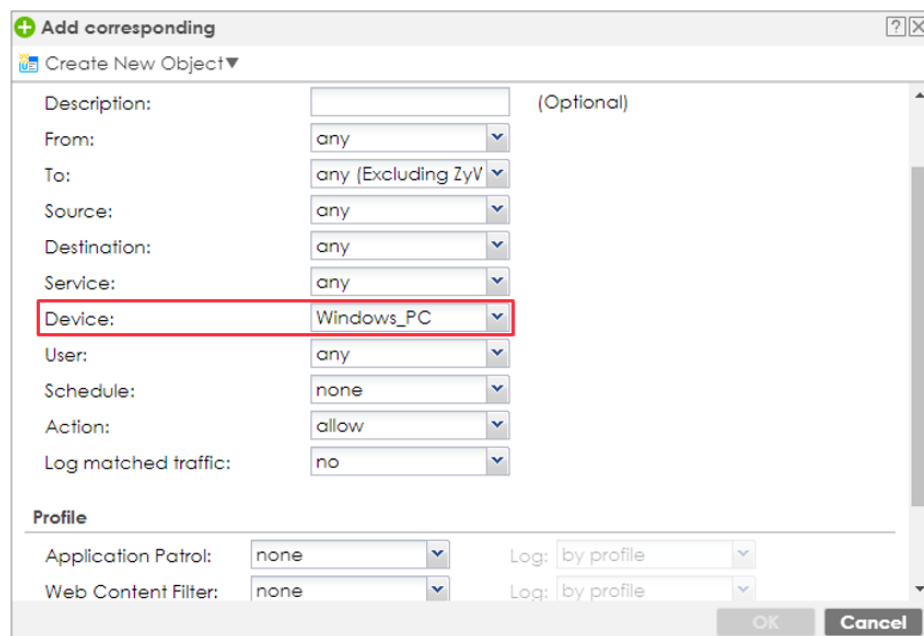 Add corresponding
Create New Object
Description: (Optional)
From: any
To: any (Excluding ZyW
Source: any
Destination: any
Service: any
Device: Windows_PC
User: any
Schedule: none
Action: allow
Log matched traffic: no
Profile
Application Patrol: none Log: by profile
Web Content Filter: none Log: by profile
OK Cancel